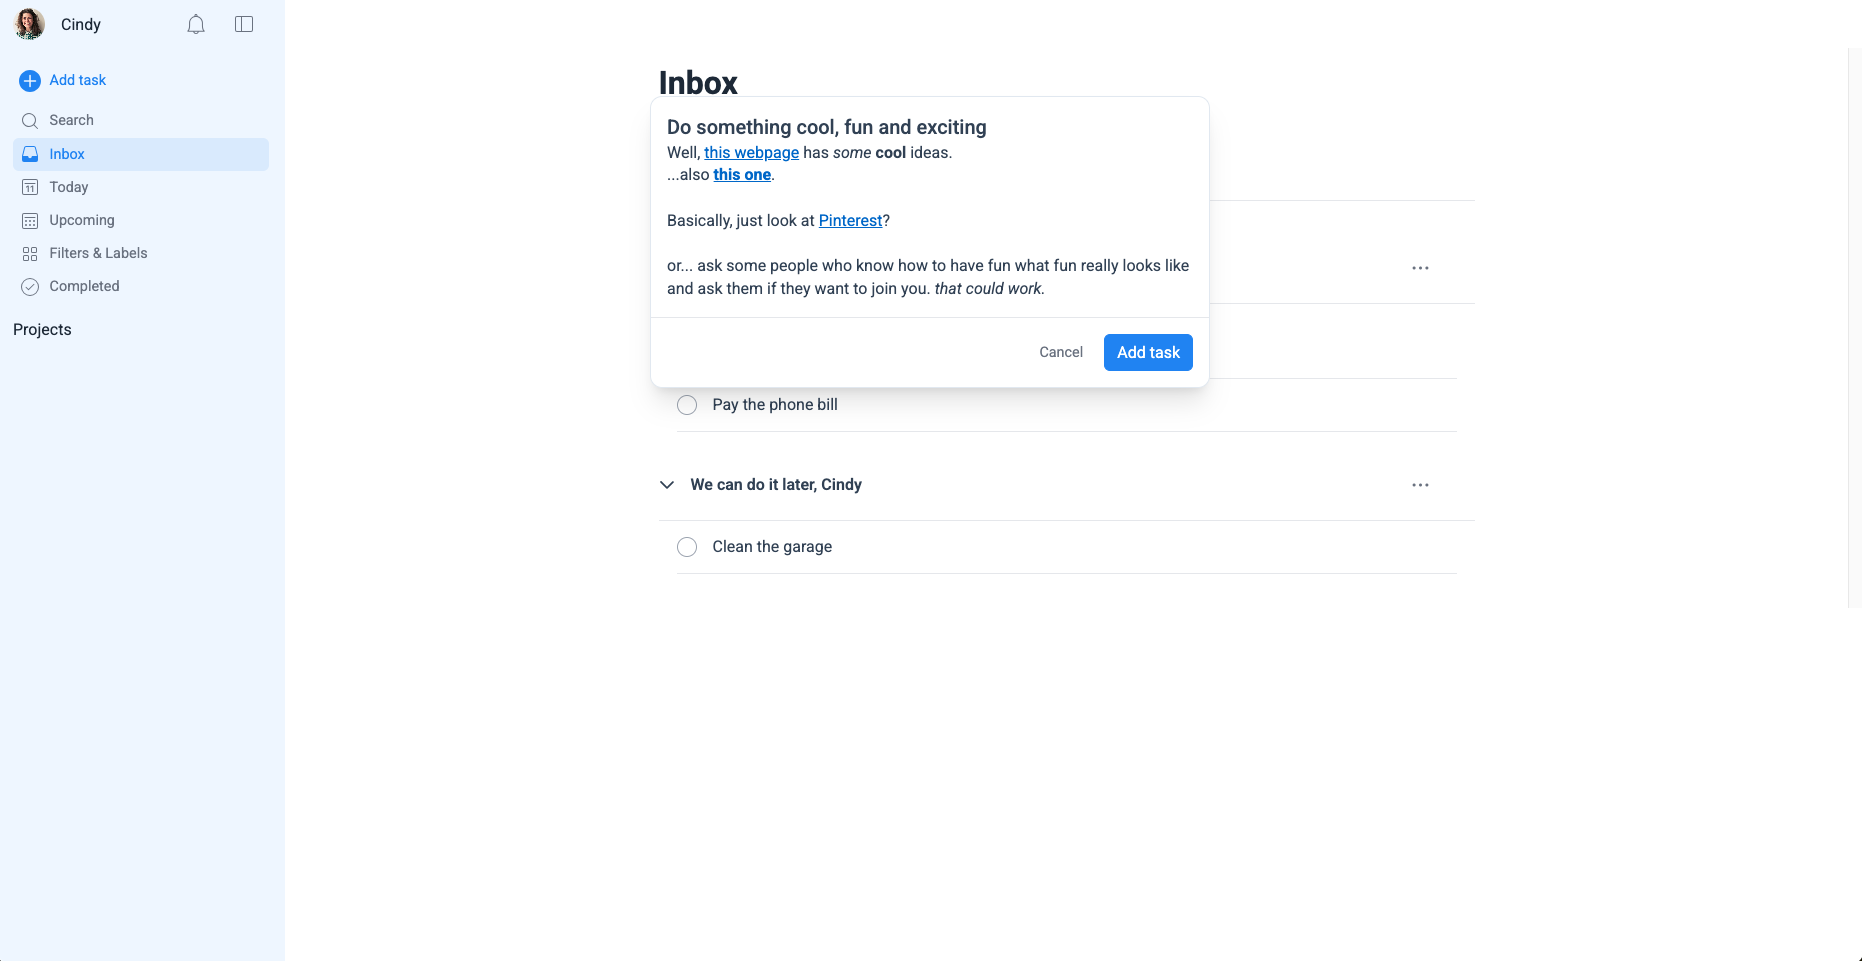 Cindy
Add task
Search
Inbox
11 Today
Upcoming
Filters & Labels
Completed
Projects
Inbox
Do something cool, fun and exciting
Well, this webpage has some cool ideas.
...also this one.
Basically, just look at Pinterest?
or... ask some people who know how to have fun what fun really looks like
and ask them if they want to join you. that could work.
Cancel
Add task
Pay the phone bill
We can do it later, Cindy
Clean the garage